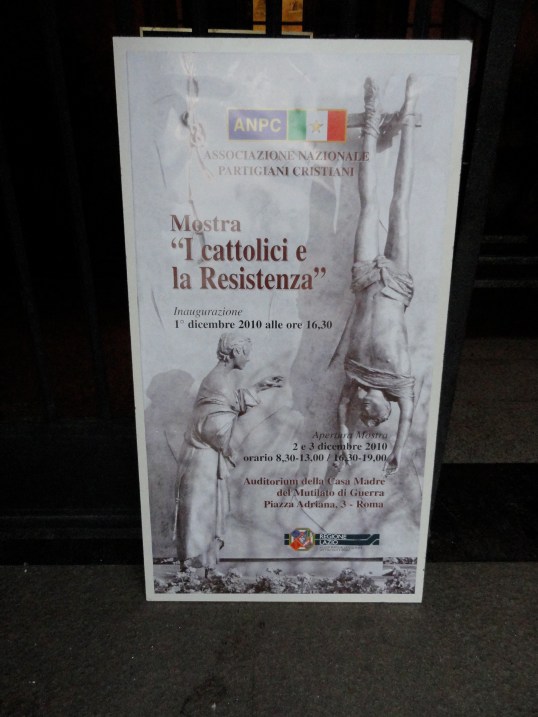 ANPC
ASSOCIAZIONE NAZIONALE
PARTIGIANI CRISTIANI
Mostra
“I cattolici e
la Resistenza”
Inaugurazione
1° dicembre 2010 alle ore 16,30
Apertura Mostra
2 e 3 dicembre 2010
orario 8,30-13,00 / 16,30-19,00
Auditorium della Casa Madre
del Mutilato di Guerra
Piazza Adriana, 3 - Roma
REGIONE
LAZIO